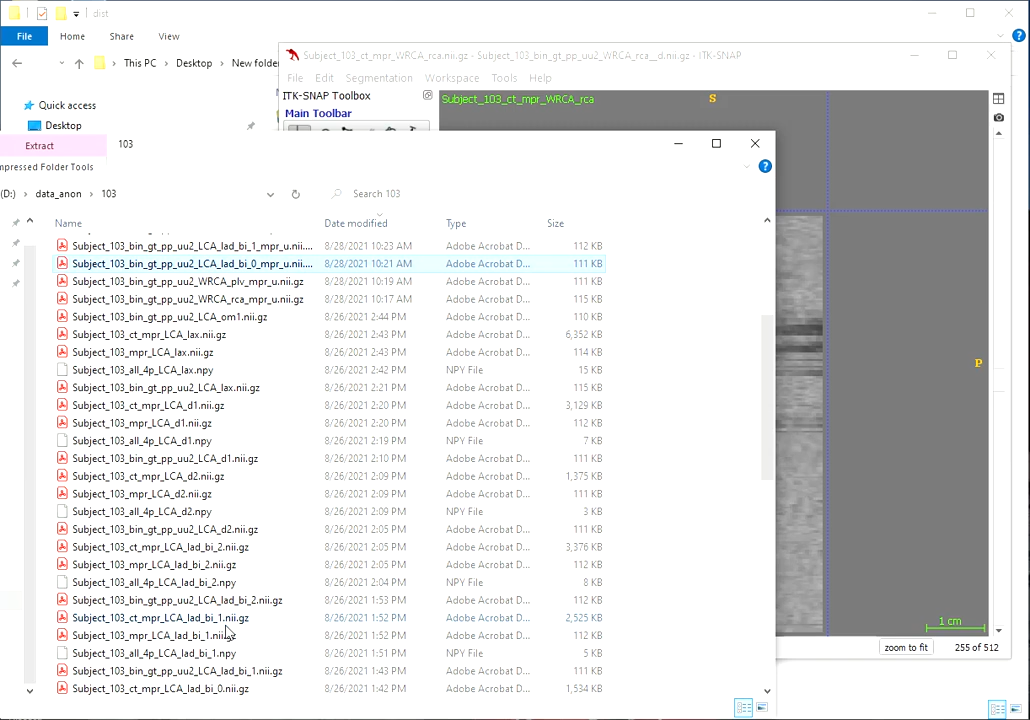 dist
File Home Share View
This PC Desktop New folde
Quick access
Desktop
Subject_103_ct_mpr_WRCA_rca.nii.gz - Subject_103_bin_gt_pp_uu2_WRCA_rca__d.nii.gz - ITK-SNAP
File Edit Segmentation Workspace Tools Help
ITK-SNAP Toolbox
Main Toolbar
Subject_103_ct_mpr_WRCA_rca
S
P
1 cm
zoom to fit 255 of 512
Extract 103
mpressed Folder Tools
(D:) data_anon 103
Search 103
Name Date modified Type Size
Subject_103_bin_gt_pp_uu2_LCA_lad_bi_1_mpr_u.nii.... 8/28/2021 10:23 AM Adobe Acrobat D... 112 KB
Subject_103_bin_gt_pp_uu2_LCA_lad_bi_0_mpr_u.nii.... 8/28/2021 10:21 AM Adobe Acrobat D... 111 KB
Subject_103_bin_gt_pp_uu2_WRCA_plv_mpr_u.nii.gz 8/28/2021 10:19 AM Adobe Acrobat D... 111 KB
Subject_103_bin_gt_pp_uu2_WRCA_rca_mpr_u.nii.gz 8/28/2021 10:17 AM Adobe Acrobat D... 115 KB
Subject_103_bin_gt_pp_uu2_LCA_om1.nii.gz 8/26/2021 2:44 PM Adobe Acrobat D... 110 KB
Subject_103_ct_mpr_LCA_lax.nii.gz 8/26/2021 2:43 PM Adobe Acrobat D... 6,352 KB
Subject_103_mpr_LCA_lax.nii.gz 8/26/2021 2:43 PM Adobe Acrobat D... 114 KB
Subject_103_all_4p_LCA_lax.npy 8/26/2021 2:42 PM NPY File 15 KB
Subject_103_bin_gt_pp_uu2_LCA_lax.nii.gz 8/26/2021 2:21 PM Adobe Acrobat D... 115 KB
Subject_103_ct_mpr_LCA_d1.nii.gz 8/26/2021 2:20 PM Adobe Acrobat D... 3,129 KB
Subject_103_mpr_LCA_d1.nii.gz 8/26/2021 2:20 PM Adobe Acrobat D... 112 KB
Subject_103_all_4p_LCA_d1.npy 8/26/2021 2:19 PM NPY File 7 KB
Subject_103_bin_gt_pp_uu2_LCA_d1.nii.gz 8/26/2021 2:10 PM Adobe Acrobat D... 111 KB
Subject_103_ct_mpr_LCA_d2.nii.gz 8/26/2021 2:09 PM Adobe Acrobat D... 1,375 KB
Subject_103_mpr_LCA_d2.nii.gz 8/26/2021 2:09 PM Adobe Acrobat D... 111 KB
Subject_103_all_4p_LCA_d2.npy 8/26/2021 2:09 PM NPY File 3 KB
Subject_103_bin_gt_pp_uu2_LCA_d2.nii.gz 8/26/2021 2:05 PM Adobe Acrobat D... 111 KB
Subject_103_ct_mpr_LCA_lad_bi_2.nii.gz 8/26/2021 2:05 PM Adobe Acrobat D... 3,376 KB
Subject_103_mpr_LCA_lad_bi_2.nii.gz 8/26/2021 2:05 PM Adobe Acrobat D... 112 KB
Subject_103_all_4p_LCA_lad_bi_2.npy 8/26/2021 2:04 PM NPY File 8 KB
Subject_103_bin_gt_pp_uu2_LCA_lad_bi_2.nii.gz 8/26/2021 1:53 PM Adobe Acrobat D... 112 KB
Subject_103_ct_mpr_LCA_lad_bi_1.nii.gz 8/26/2021 1:52 PM Adobe Acrobat D... 2,525 KB
Subject_103_mpr_LCA_lad_bi_1.nii.gz 8/26/2021 1:52 PM Adobe Acrobat D... 112 KB
Subject_103_all_4p_LCA_lad_bi_1.npy 8/26/2021 1:51 PM NPY File 5 KB
Subject_103_bin_gt_pp_uu2_LCA_lad_bi_1.nii.gz 8/26/2021 1:43 PM Adobe Acrobat D... 111 KB
Subject_103_ct_mpr_LCA_lad_bi_0.nii.gz 8/26/2021 1:42 PM Adobe Acrobat D... 1,534 KB